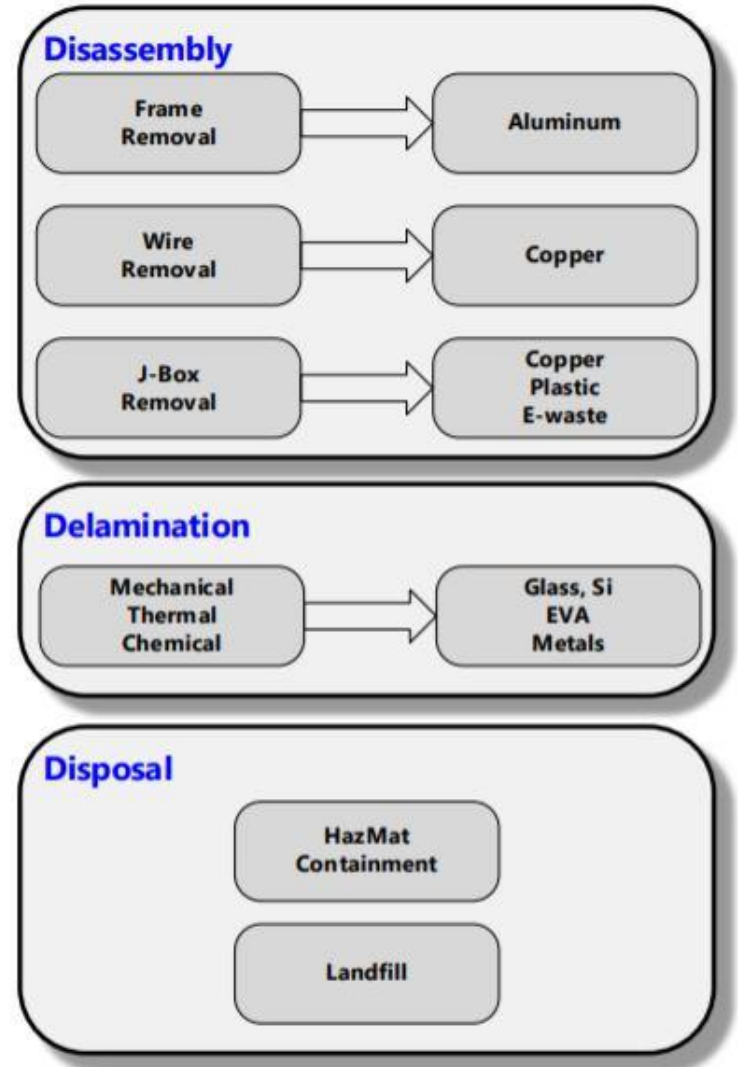 Disassembly
Frame
Removal
Aluminum
Wire
Removal
Copper
J-Box
Removal
Copper
Plastic
E-waste
Delamination
Mechanical
Thermal
Chemical
Glass, Si
EVA
Metals
Disposal
HazMat
Containment
Landfill